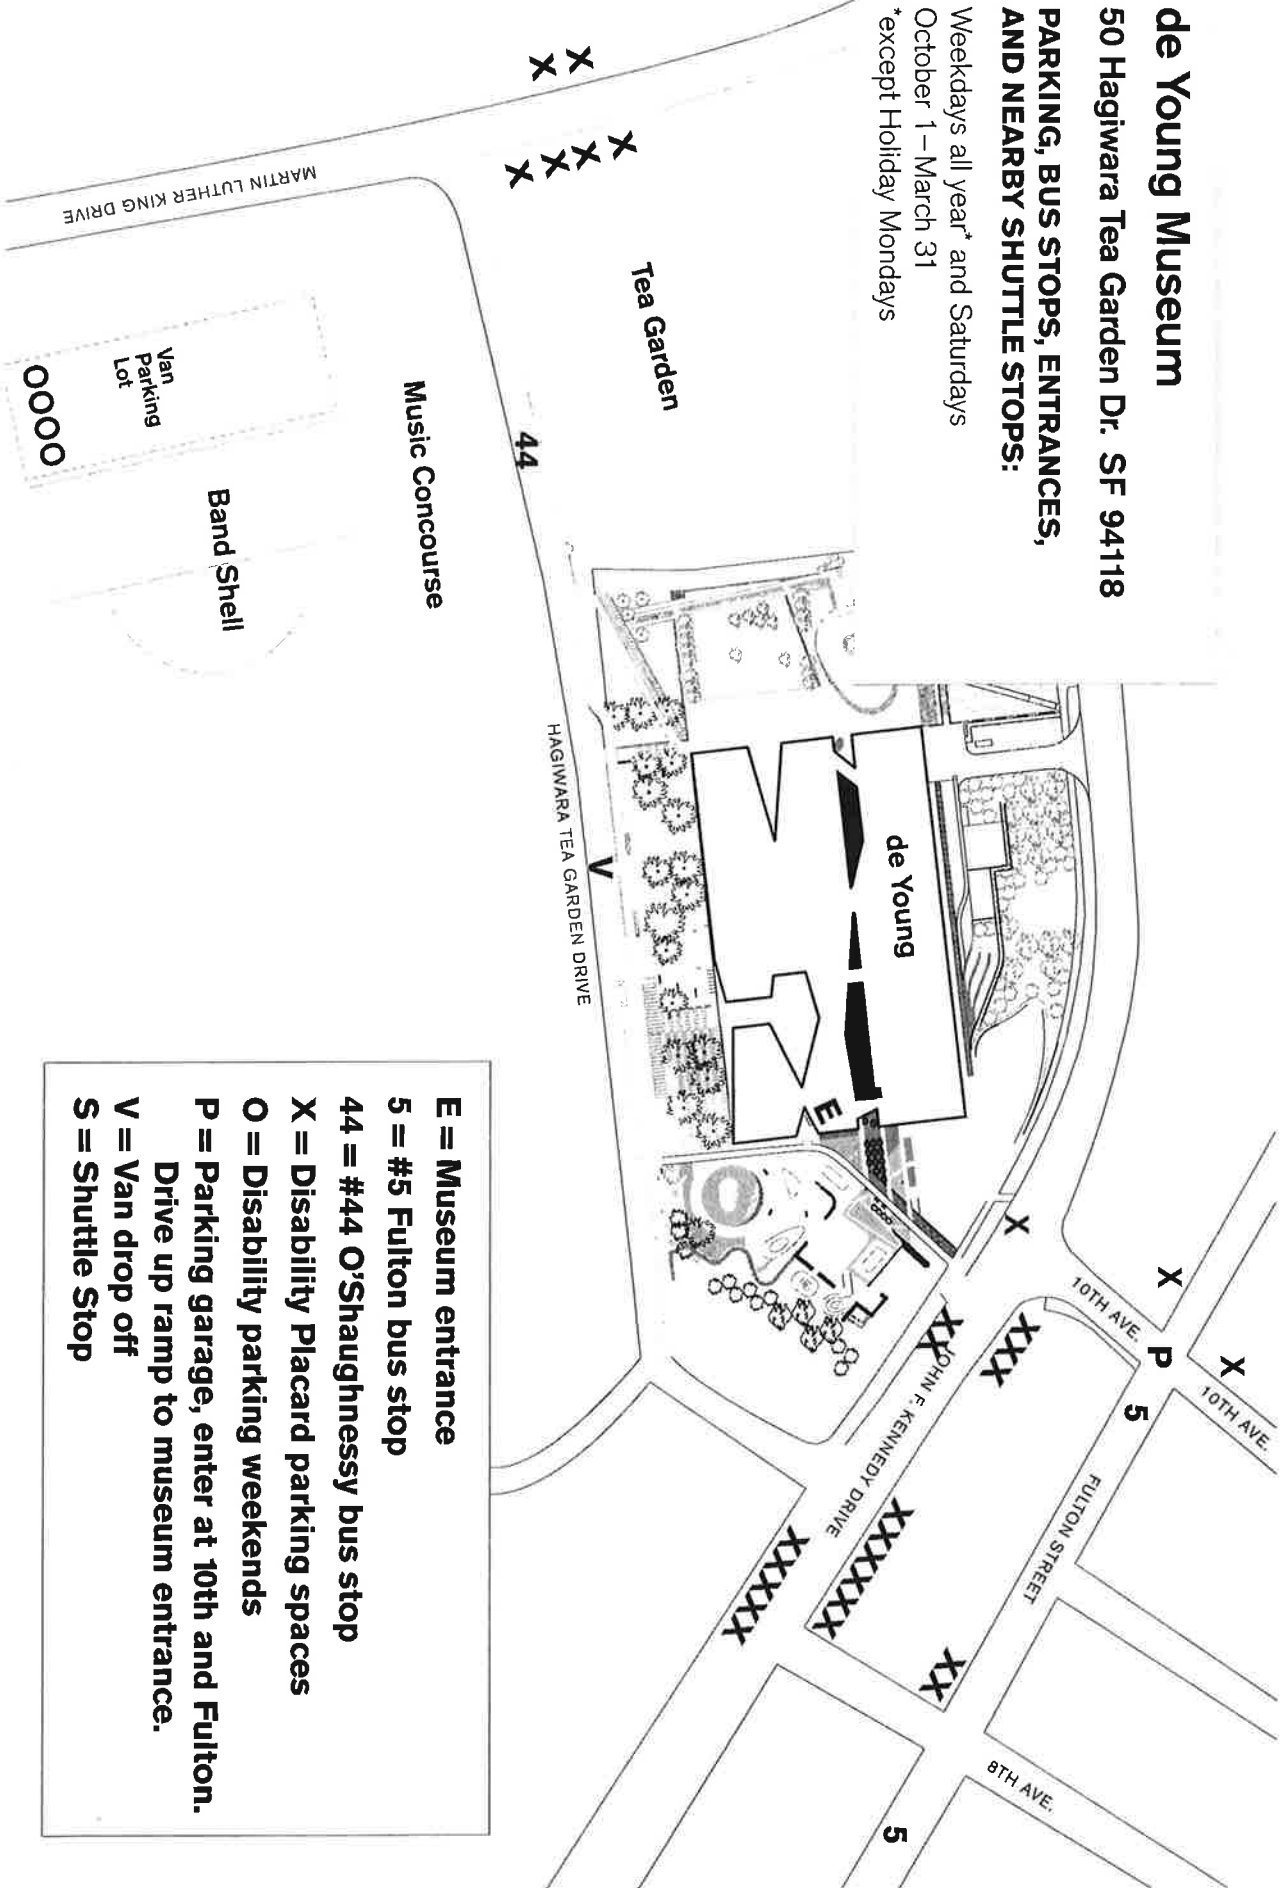 de Young Museum
50 Hagiwara Tea Garden Dr. SF 94118
PARKING, BUS STOPS, ENTRANCES,
AND NEARBY SHUTTLE STOPS:
Weekdays all year* and Saturdays
October 1–March 31
*except Holiday Mondays
X
X
X
X
X
X
MARTIN LUTHER KING DRIVE
Tea Garden
44
Music Concourse
Van
Parking
Lot
OOOO
Band Shell
HAGIWARA TEA GARDEN DRIVE
V
de Young
E
X
X
X
10TH AVE.
P
10TH AVE.
5
XXX
XX
JOHN F. KENNEDY DRIVE
FULTON STREET
XXXXXX
XXXXX
XX
8TH AVE.
5
E = Museum entrance
5 = #5 Fulton bus stop
44 = #44 O'Shaughnessy bus stop
X = Disability Placard parking spaces
O = Disability parking weekends
P = Parking garage, enter at 10th and Fulton.
Drive up ramp to museum entrance.
V = Van drop off
S = Shuttle Stop